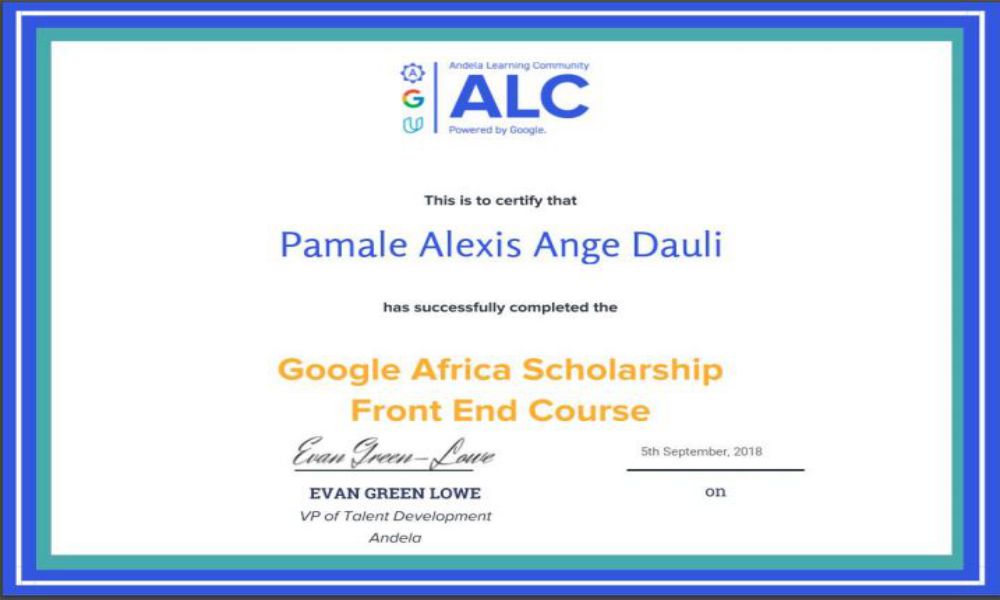 Andela Learning Community
ALC
Powered by Google.
This is to certify that
Pamale Alexis Ange Dauli
has successfully completed the
Google Africa Scholarship
Front End Course
Evan Green-Lowe
5th September, 2018
EVAN GREEN LOWE
on
VP of Talent Development
Andela